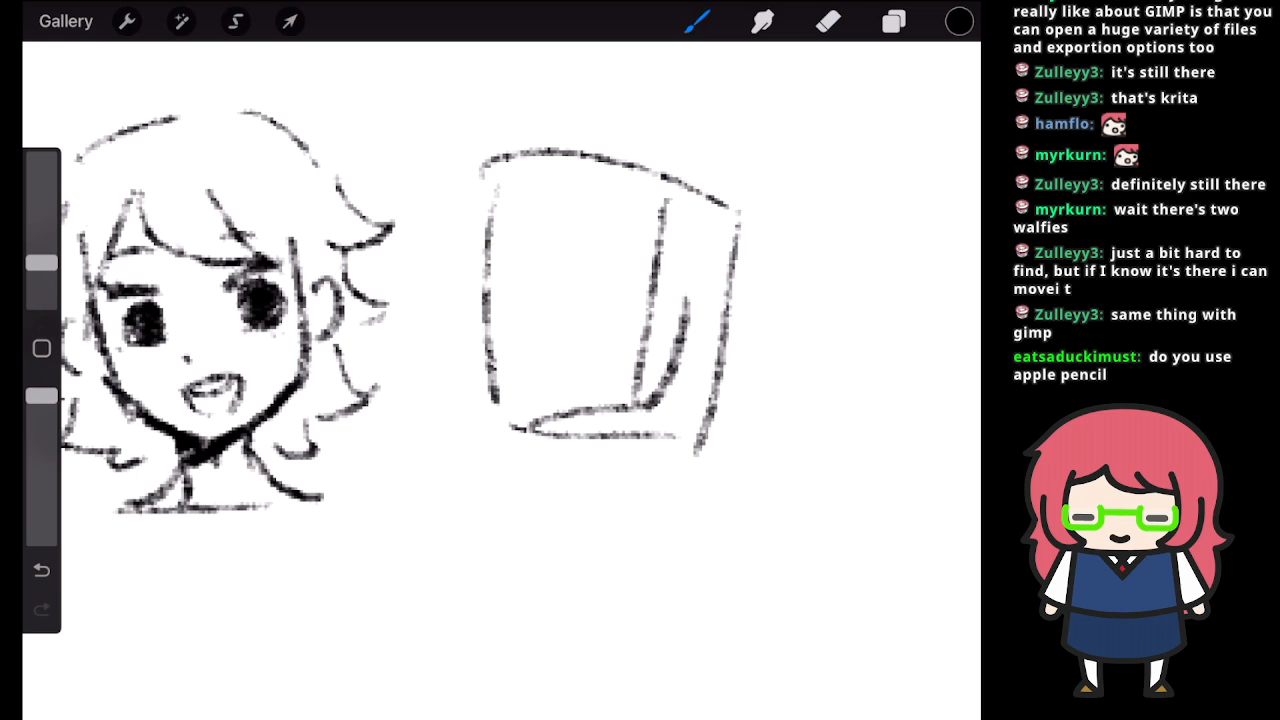 Gallery
really like about GIMP is that you
can open a huge variety of files
and exportion options too
Zulleyy3: it's still there
Zulleyy3: that's krita
hamflo:
myrkurn:
Zulleyy3: definitely still there
myrkurn: wait there's two
walfies
Zulleyy3: just a bit hard to
find, but if I know it's there i can
movei t
Zulleyy3: same thing with
gimp
eatsaduckimust: do you use
apple pencil